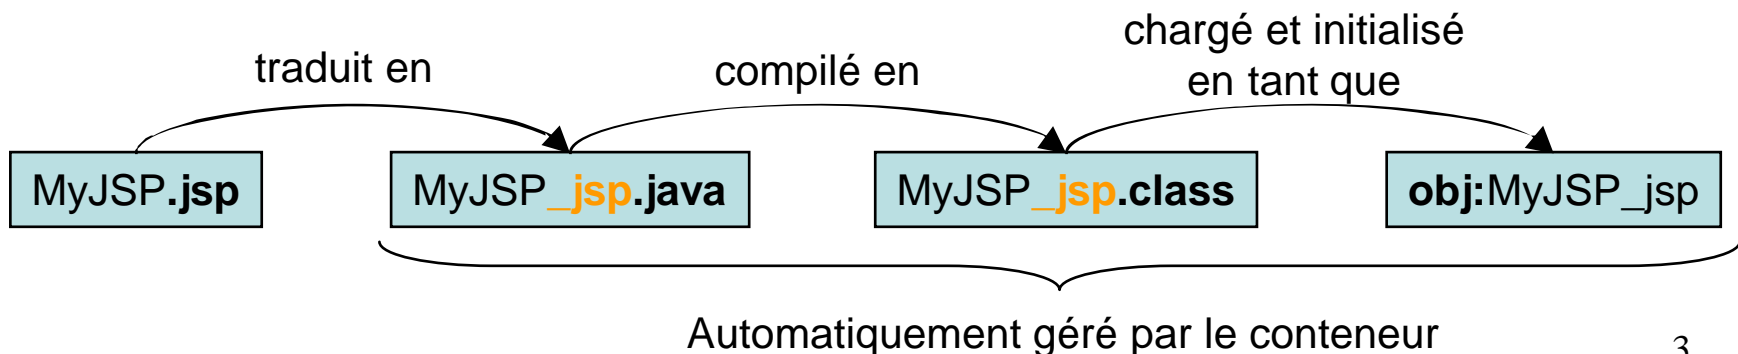 traduit en
compilé en
chargé et initialisé
en tant que
MyJSP.jsp
MyJSP_jsp.java
MyJSP_jsp.class
obj:MyJSP_jsp
Automatiquement géré par le conteneur
3